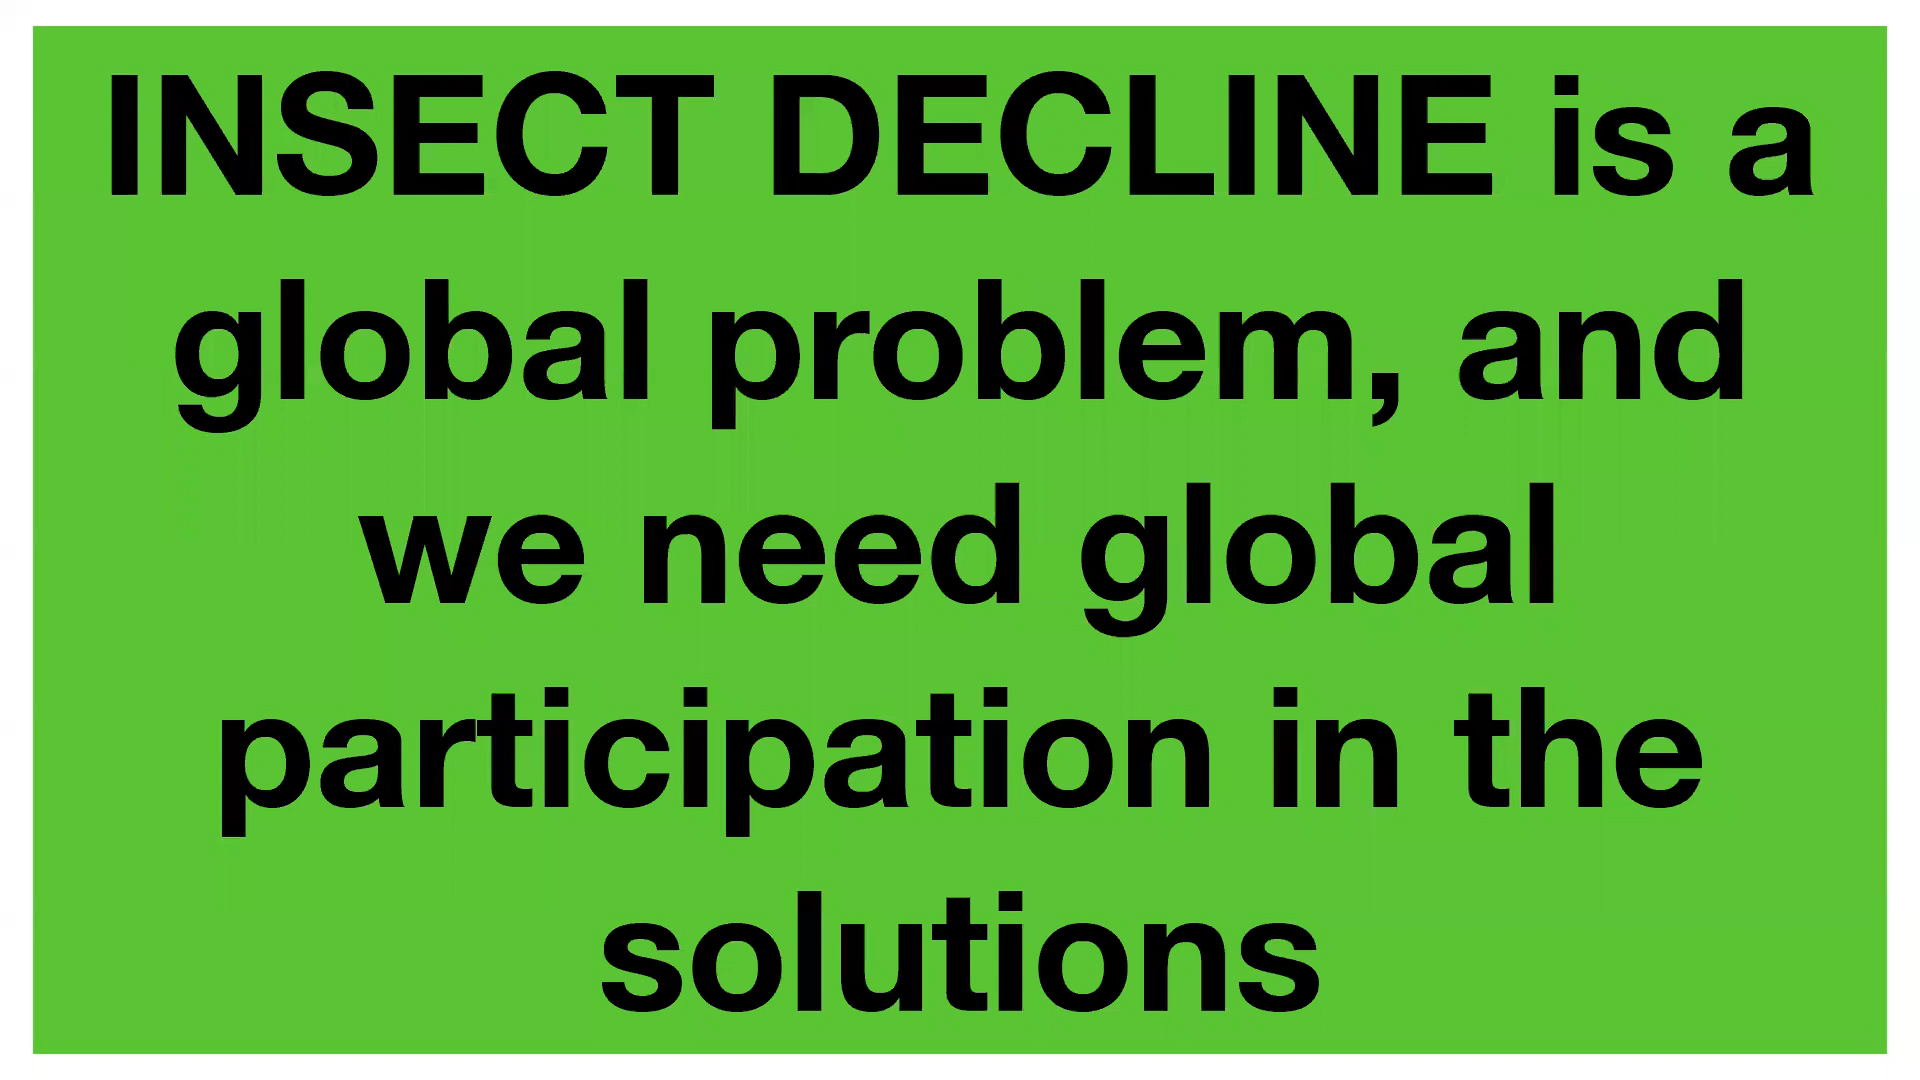 INSECT DECLINE is a
global problem, and
we need global
participation in the
solutions